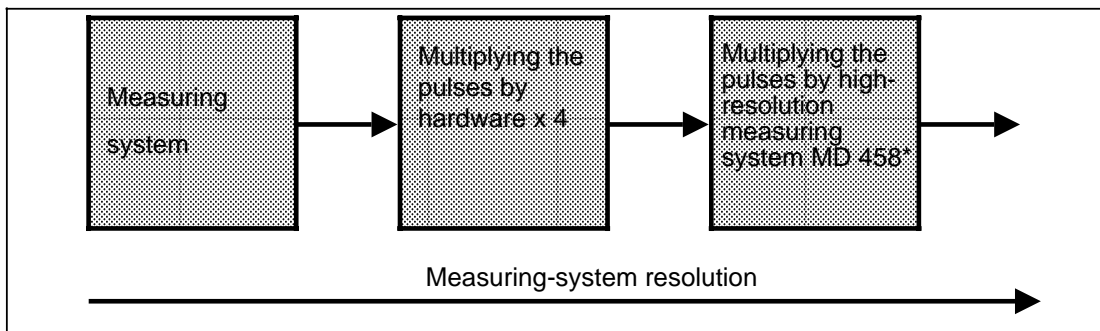 Measuring
system
Multiplying the
pulses by
hardware x 4
Multiplying the
pulses by high-
resolution
measuring
system MD 458*
Measuring-system resolution